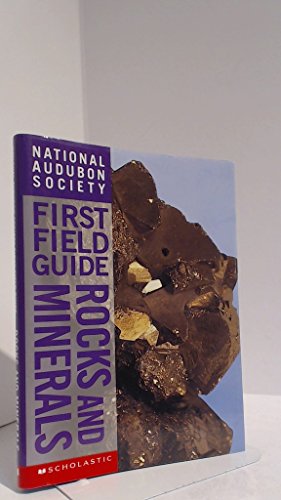 NATIONAL
AUDUBON
SOCIETY
FIRST
FIELD
GUIDE
ROCKS AND
MINERALS
SCHOLASTIC